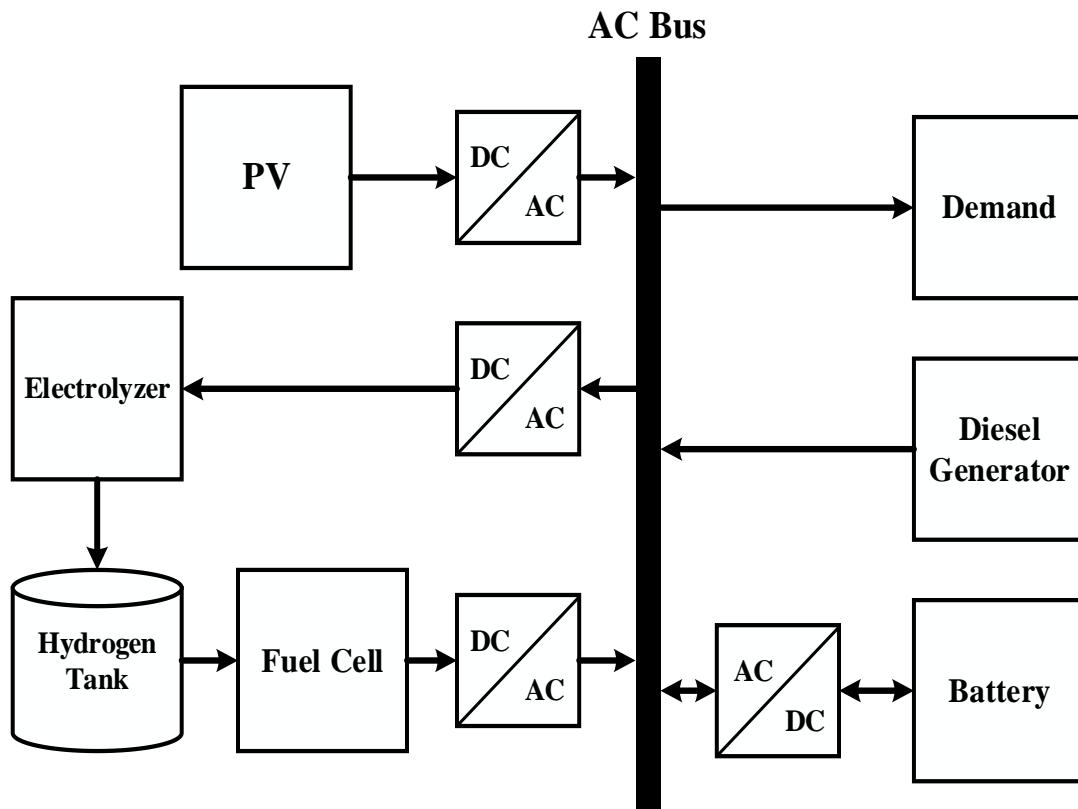 AC Bus
PV
DC
AC
Demand
Electrolyzer
DC
AC
Diesel
Generator
Hydrogen
Tank
Fuel Cell
DC
AC
AC
DC
Battery